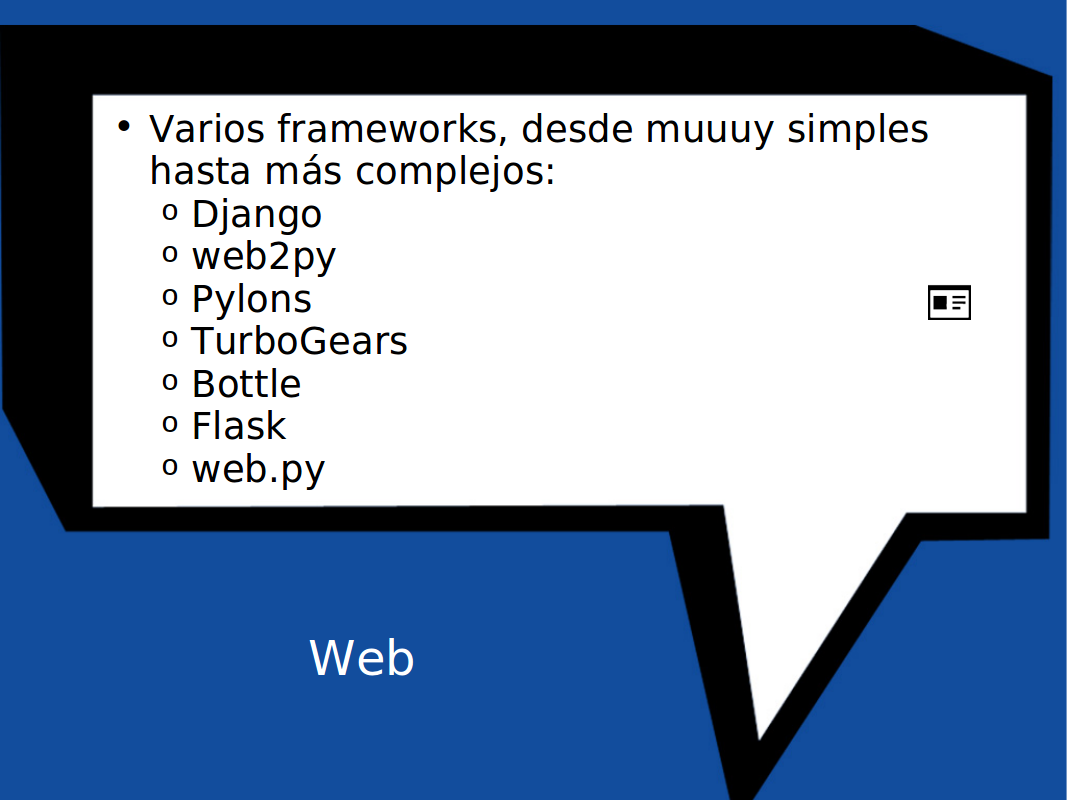 • Varios frameworks, desde muuuy simples
hasta más complejos:
o Django
o web2py
o Pylons
o TurboGears
o Bottle
o Flask
o web.py
Web